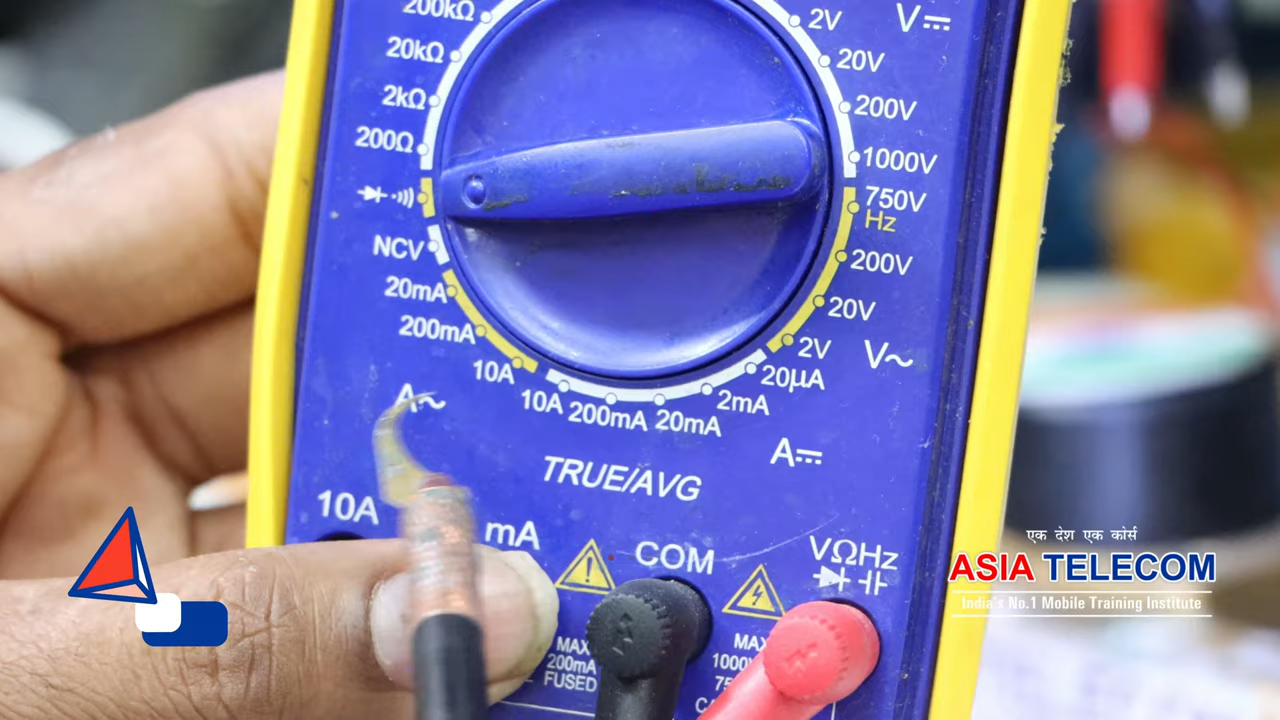 200kΩ
20kΩ
2kΩ
200Ω
NCV
20mA
200mA
10A
A~
10A
200mA
20mA
2mA
20µA
A
2V
20V
200V
1000V
V
750V
Hz
200V
20V
2V
V~
TRUE/AVG
10A
mA
COM
VΩHz
MAX
200mA
FUSED
MAX
एक देश एक कोर्स
ASIA TELECOM
India's No.1 Mobile Training Institute